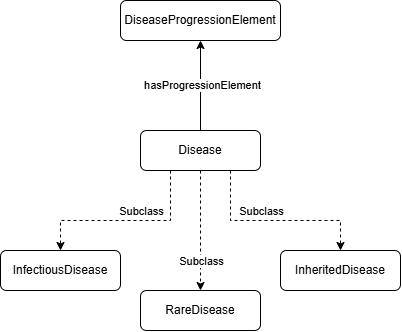 DiseaseProgressionElement
hasProgressionElement
Disease
Subclass
Subclass
Subclass
InfectiousDisease
InheritedDisease
RareDisease